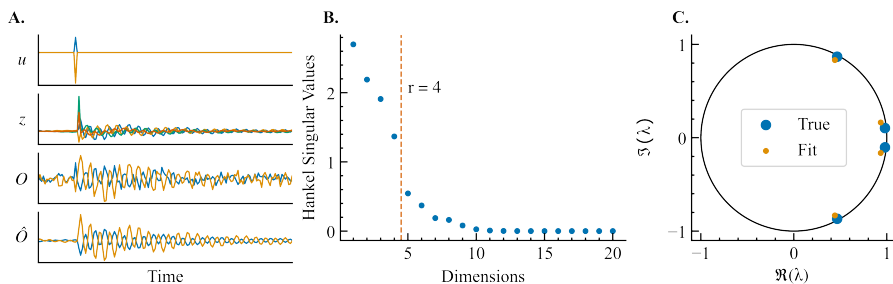 A.
u
z
O
Ô
Time
B.
Hankel Singular Values
2
1
0
r = 4
5
10
15
20
Dimensions
C.
ℑ(λ)
1
0
−1
True
Fit
−1
0
1
ℜ(λ)